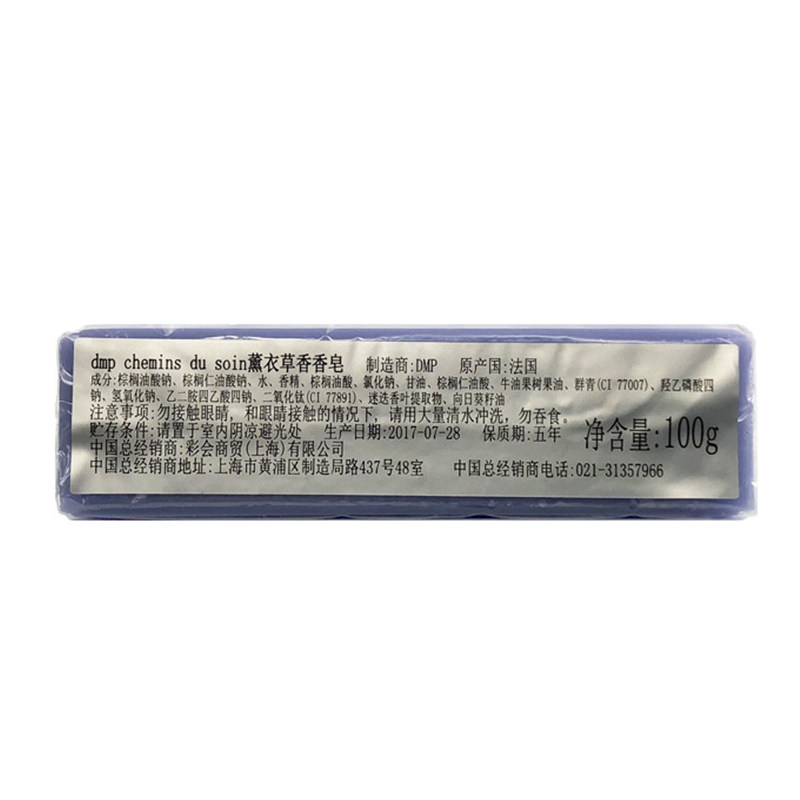 dmp chemins du soin薰衣草香香皂 制造商:DMP 原产国:法国
成分:棕榈油酸钠、棕榈仁油酸钠、水、香精、棕榈油酸、氯化钠、甘油、棕榈仁油酸、牛油果树果油、群青(CI 77007)、羟乙磷酸四
钠、氢氧化钠、乙二胺四乙酸四钠、二氧化钛(CI 77891)、迷迭香叶提取物、向日葵籽油
注意事项:勿接触眼睛，和眼睛接触的情况下，请用大量清水冲洗，勿吞食。
贮存条件:请置于室内阴凉避光处 生产日期:2017-07-28 保质期:五年 净含量:100g
中国总经销商:彩会商贸(上海)有限公司
中国总经销商地址:上海市黄浦区制造局路437号48室 中国总经销商电话:021-31357966